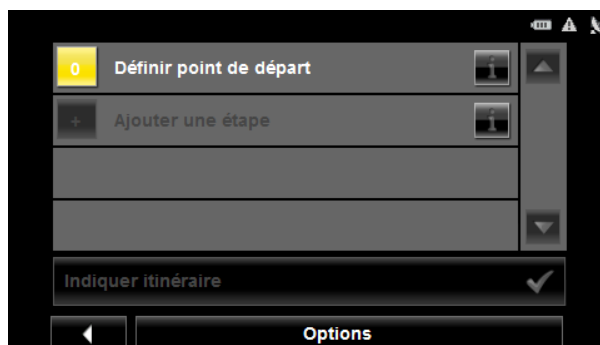 0 Définir point de départ i
+ Ajouter une étape i
Indiquer itinéraire
Options